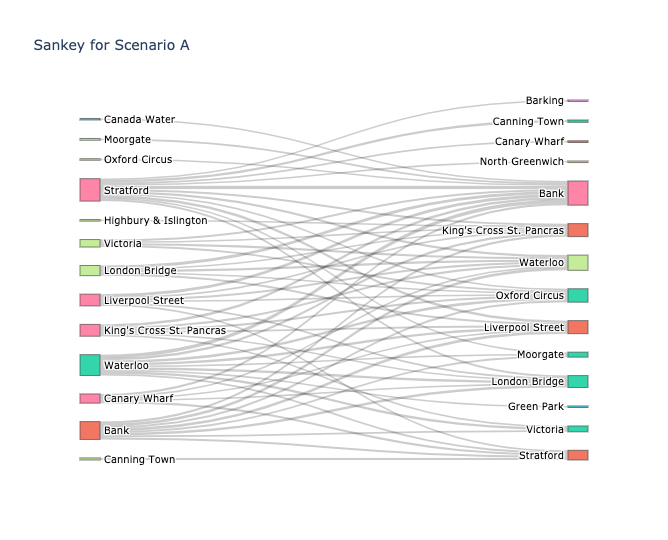 Sankey for Scenario A
Canada Water
Moorgate
Oxford Circus
Stratford
Highbury & Islington
Victoria
London Bridge
Liverpool Street
King's Cross St. Pancras
Waterloo
Canary Wharf
Bank
Canning Town
Barking
Canning Town
Canary Wharf
North Greenwich
Bank
King's Cross St. Pancras
Waterloo
Oxford Circus
Liverpool Street
Moorgate
London Bridge
Green Park
Victoria
Stratford